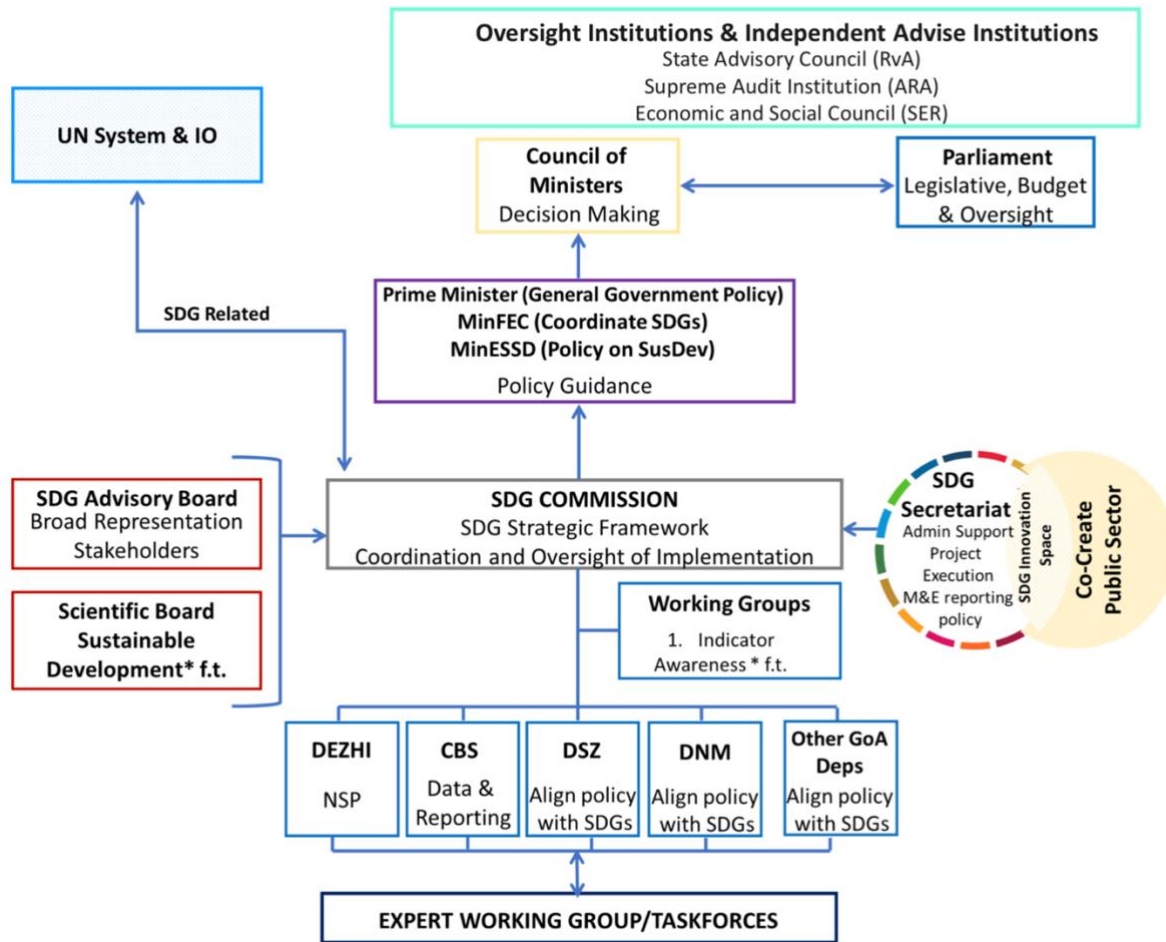 Oversight Institutions & Independent Advise Institutions
State Advisory Council (RvA)
Supreme Audit Institution (ARA)
Economic and Social Council (SER)
UN System & IO
Council of
Ministers
Decision Making
Parliament
Legislative, Budget
& Oversight
Prime Minister (General Government Policy)
MinFEC (Coordinate SDGs)
MinESSD (Policy on SusDev)
Policy Guidance
SDG Related
SDG Advisory Board
Broad Representation
Stakeholders
Scientific Board
Sustainable
Development* f.t.
SDG COMMISSION
SDG Strategic Framework
Coordination and Oversight of Implementation
SDG
Secretariat
Admin Support
Project
Execution
M&E reporting
policy
SDG Innovation
Space
Co-Create
Public Sector
Working Groups
1. Indicator
Awareness * f.t.
DEZHI
NSP
CBS
Data &
Reporting
DSZ
Align policy
with SDGs
DNM
Align policy
with SDGs
Other GoA
Deps
Align policy
with SDGs
EXPERT WORKING GROUP/TASKFORCES